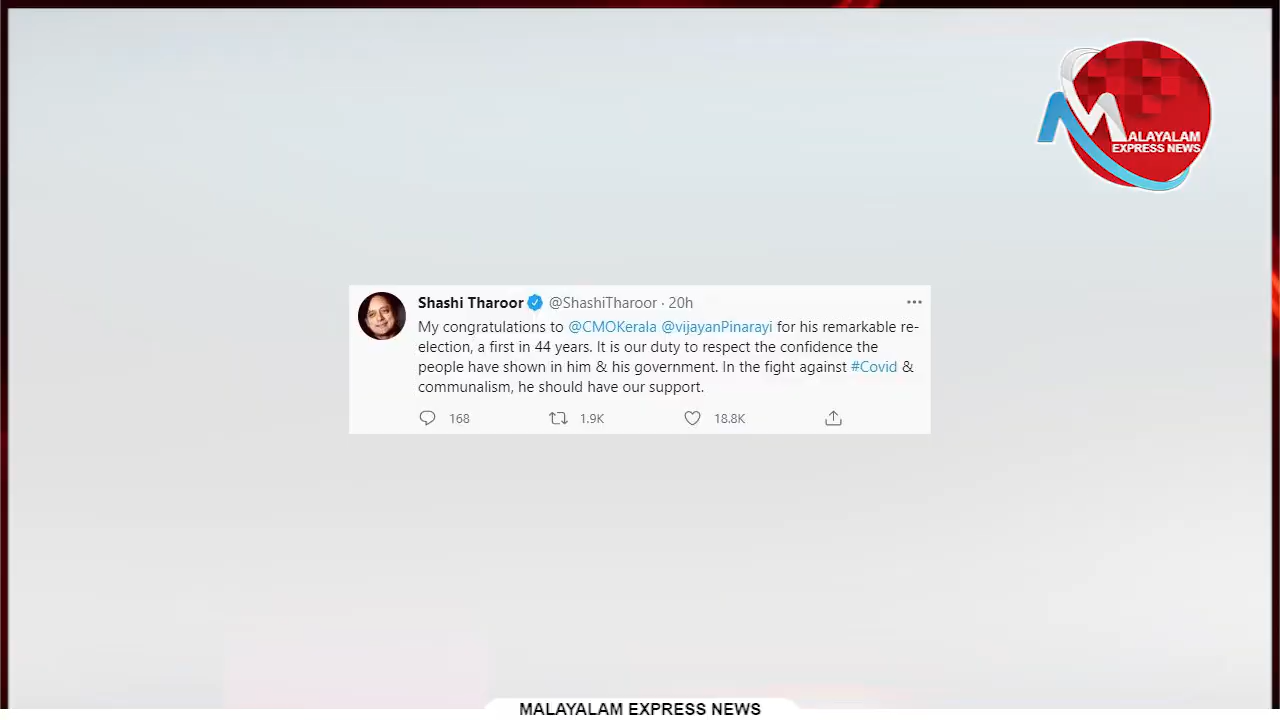 MALAYALAM
EXPRESS NEWS
Shashi Tharoor @ShashiTharoor · 20h
My congratulations to @CMOKerala @vijayanPinarayi for his remarkable re-
election, a first in 44 years. It is our duty to respect the confidence the
people have shown in him & his government. In the fight against #Covid &
communalism, he should have our support.
168 1.9K 18.8K
MALAYALAM EXPRESS NEWS